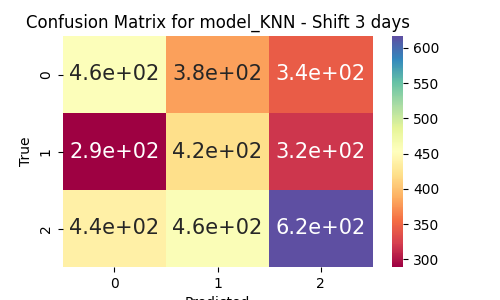 Confusion Matrix for model_KNN - Shift 3 days
True
0
4.6e+02 3.8e+02 3.4e+02
1
2.9e+02 4.2e+02 3.2e+02
2
4.4e+02 4.6e+02 6.2e+02
0 1 2
Predicted
600
550
500
450
400
350
300